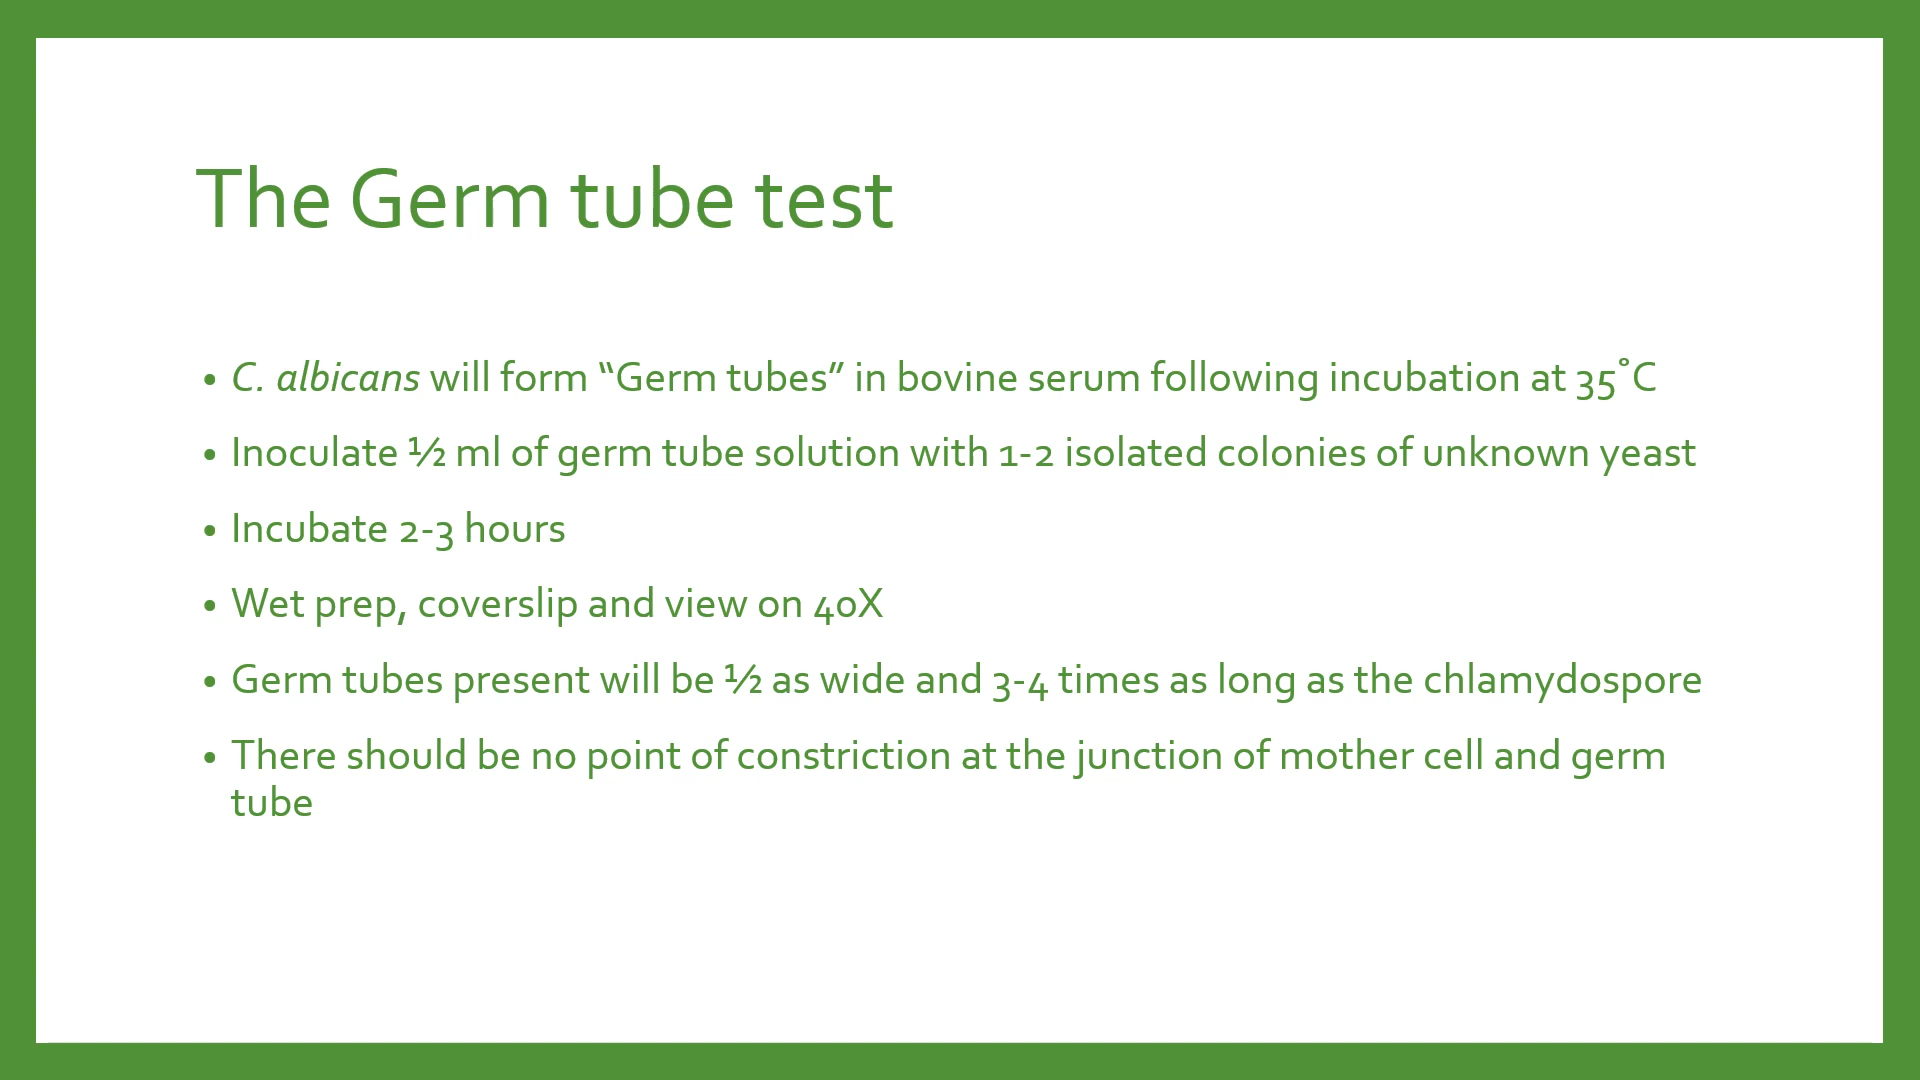 The Germ tube test
• C. albicans will form “Germ tubes” in bovine serum following incubation at 35˚C
• Inoculate ½ ml of germ tube solution with 1-2 isolated colonies of unknown yeast
• Incubate 2-3 hours
• Wet prep, coverslip and view on 40X
• Germ tubes present will be ½ as wide and 3-4 times as long as the chlamydospore
• There should be no point of constriction at the junction of mother cell and germ
tube